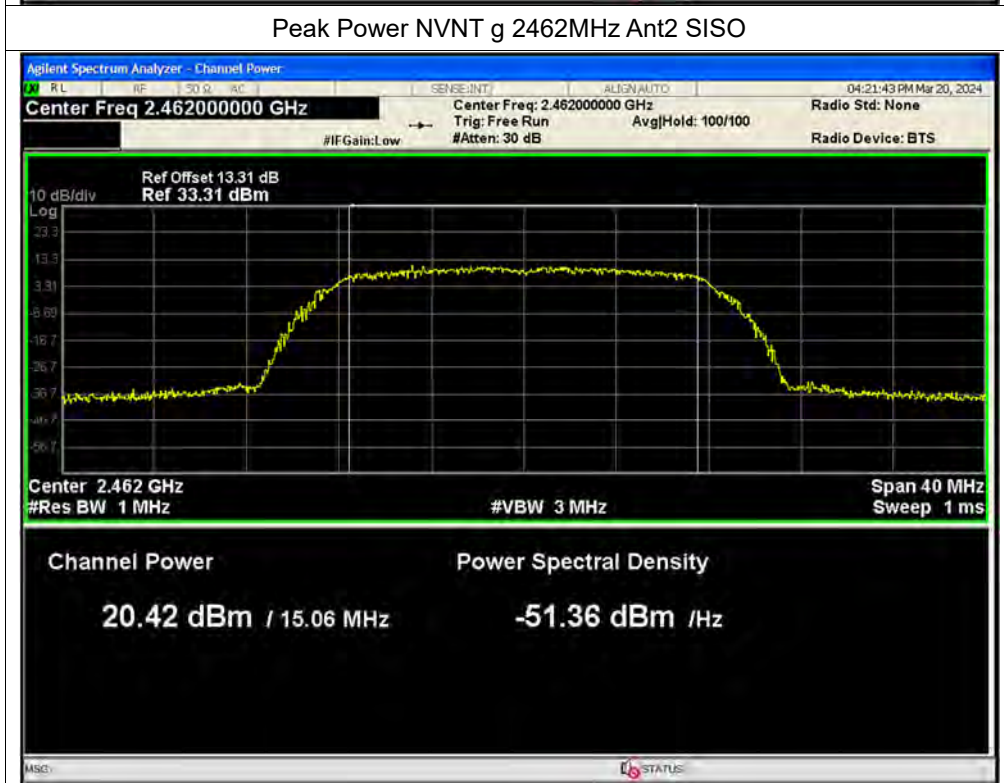 Peak Power NVNT g 2462MHz Ant2 SISO
Agilent Spectrum Analyzer - Channel Power
RL RF 50 Ω AC SENSE:INT ALIGN AUTO 04:21:43 PM Mar 20, 2024
Center Freq 2.462000000 GHz Center Freq: 2.462000000 GHz Radio Std: None
Trig: Free Run Avg|Hold: 100/100
#IFGain:Low #Atten: 30 dB Radio Device: BTS
Ref Offset 13.31 dB
10 dB/div Ref 33.31 dBm
Log
23.3
13.3
3.31
-6.69
-16.7
-26.7
-36.7
-46.7
-56.7
Center 2.462 GHz Span 40 MHz
#Res BW 1 MHz #VBW 3 MHz Sweep 1 ms
Channel Power Power Spectral Density
20.42 dBm / 15.06 MHz -51.36 dBm /Hz
MSG STATUS